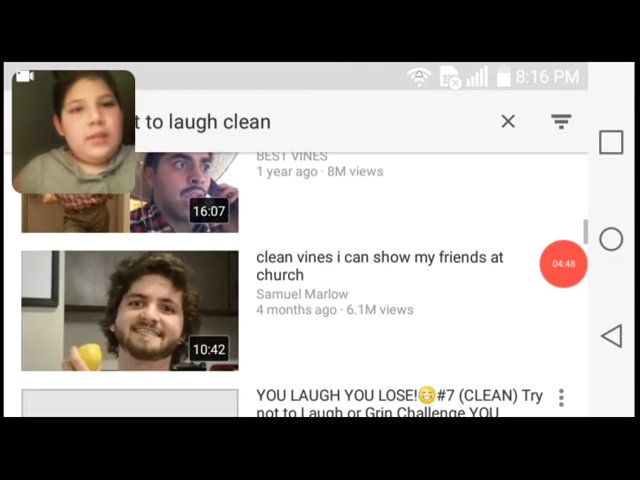 8:16 PM
t to laugh clean
BEST VINES
1 year ago · 8M views
16:07
clean vines i can show my friends at
church
Samuel Marlow
4 months ago · 6.1M views
10:42
04:48
YOU LAUGH YOU LOSE!😁#7 (CLEAN) Try
not to Laugh or Grin Challenge YOU